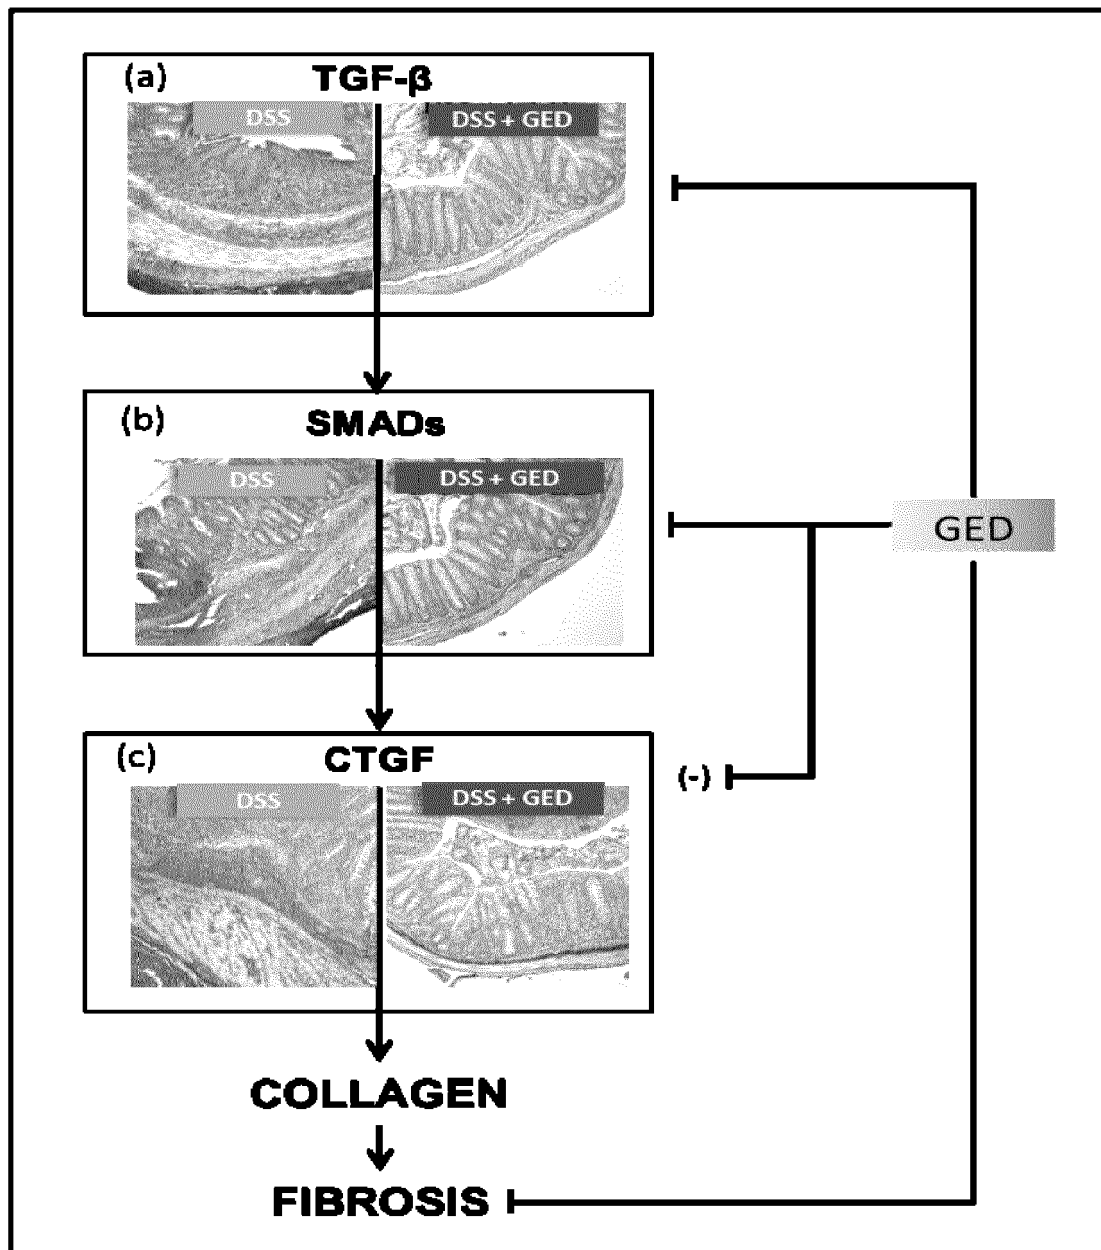 (a) TGF-β
DSS
DSS + GED
(b) SMADs
DSS
DSS + GED
GED
(c) CTGF
(-)
DSS
DSS + GED
COLLAGEN
FIBROSIS